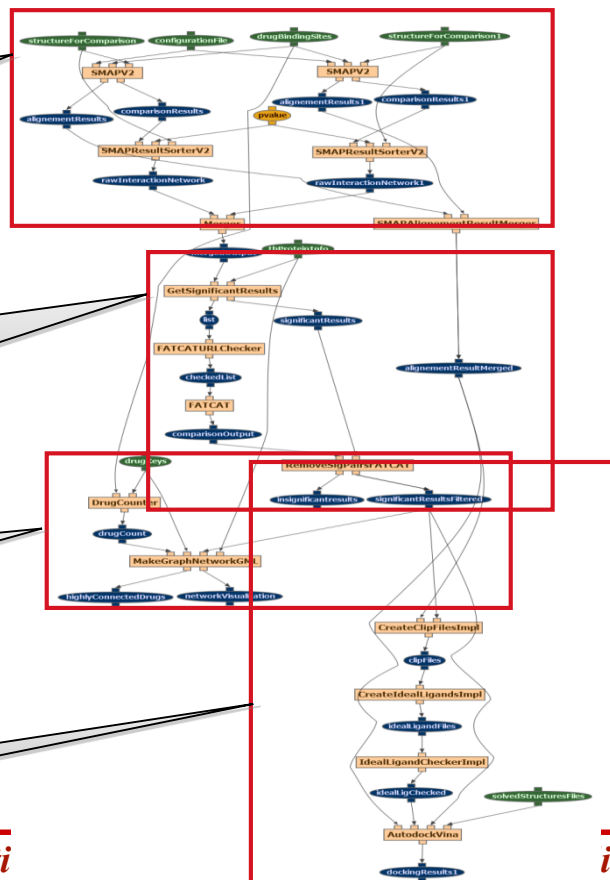 structureForComparison configurationFile drugBindingSites structureForComparison1
SMAPV2 SMAPV2
alignementResults comparisonResults alignementResults1 comparisonResults1
pvalue
SMAPResultSorterV2 SMAPResultSorterV2
rawInteractionNetwork rawInteractionNetwork1
Merger SMAPAlignementResultMerger
tbProteinInfo
GetSignificantResults
list significantResults
FATCATURLChecker
checkedList alignementResultMerged
FATCAT
comparisonOutput
drugKeys RemoveSigPairsFATCAT
DrugCounter insignificantresults significantResultsFiltered
drugCount
MakeGraphNetworkGML
highlyConnectedDrugs networkVisualisation
CreateClipFilesImpl
clipFiles
CreateIdealLigandsImpl
idealLigandFiles
IdealLigandCheckerImpl
idealLigChecked solvedStructuresFiles
AutodockVina
dockingResults1